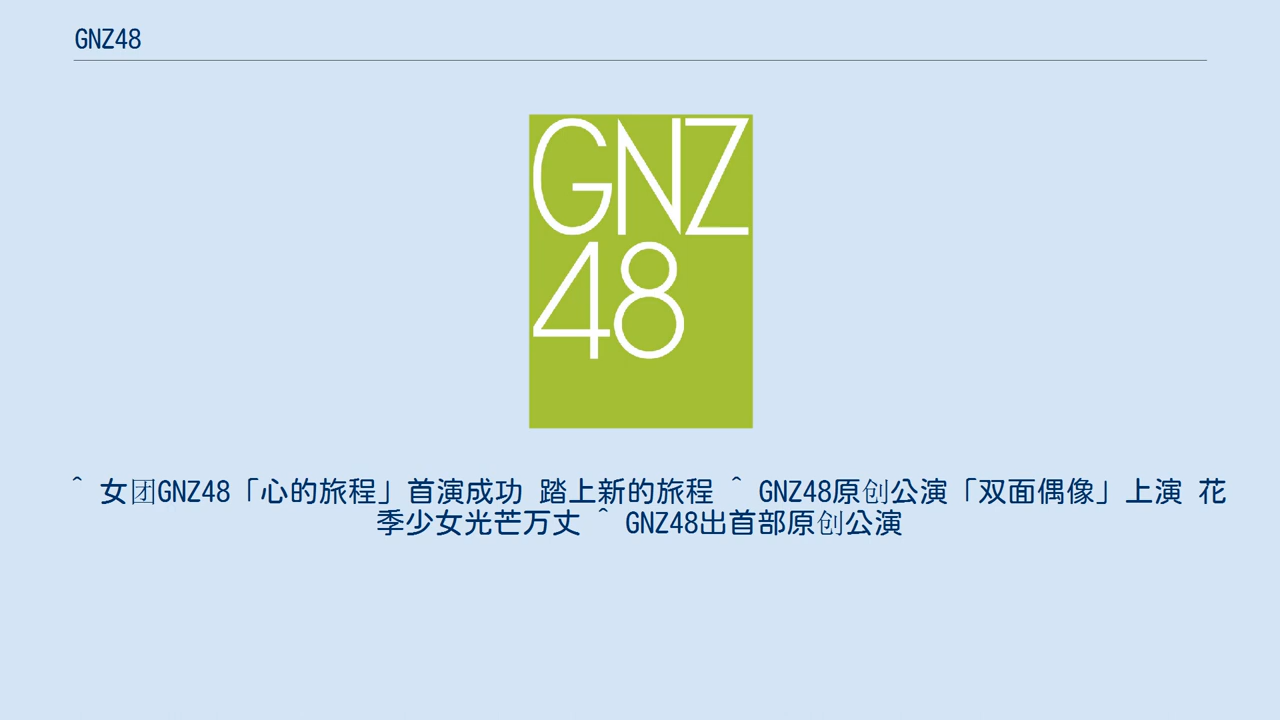 GNZ48
GNZ
48
^ 女团GNZ48「心的旅程」首演成功 踏上新的旅程 ^ GNZ48原创公演「双面偶像」上演 花
季少女光芒万丈 ^ GNZ48出首部原创公演